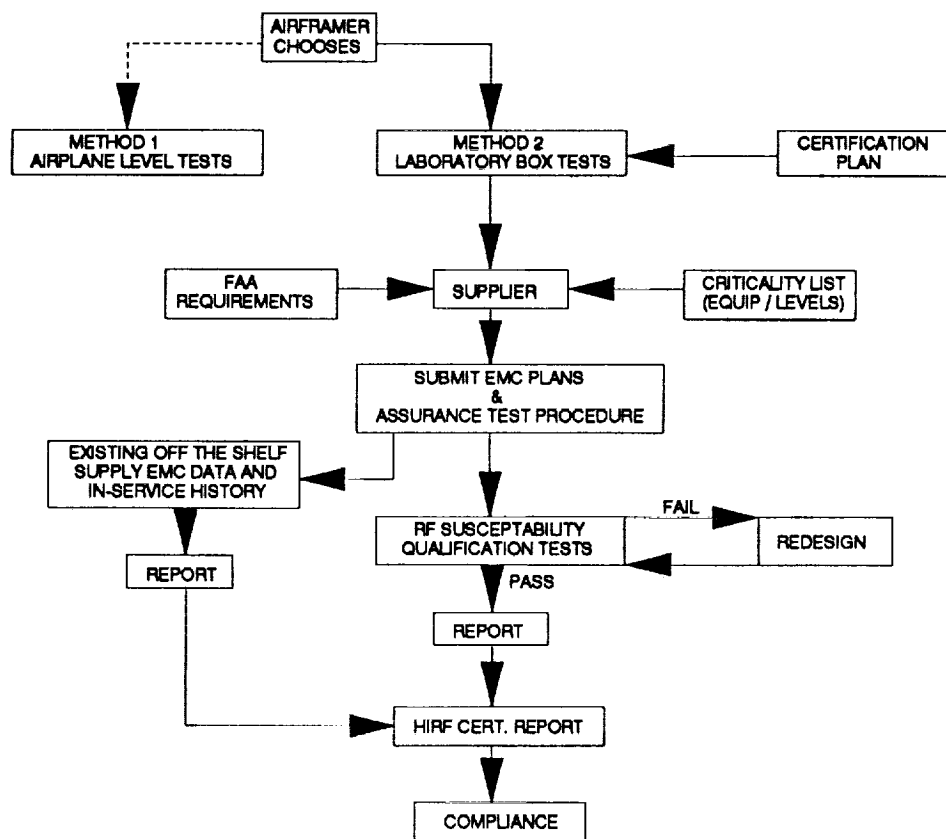 AIRFRAMER
CHOOSES
METHOD 1
AIRPLANE LEVEL TESTS
METHOD 2
LABORATORY BOX TESTS
CERTIFICATION
PLAN
FAA
REQUIREMENTS
SUPPLIER
CRITICALITY LIST
(EQUIP / LEVELS)
SUBMIT EMC PLANS
&
ASSURANCE TEST PROCEDURE
EXISTING OFF THE SHELF
SUPPLY EMC DATA AND
IN-SERVICE HISTORY
RF SUSCEPTABILITY
QUALIFICATION TESTS
FAIL
REDESIGN
REPORT
PASS
REPORT
HIRF CERT. REPORT
COMPLIANCE